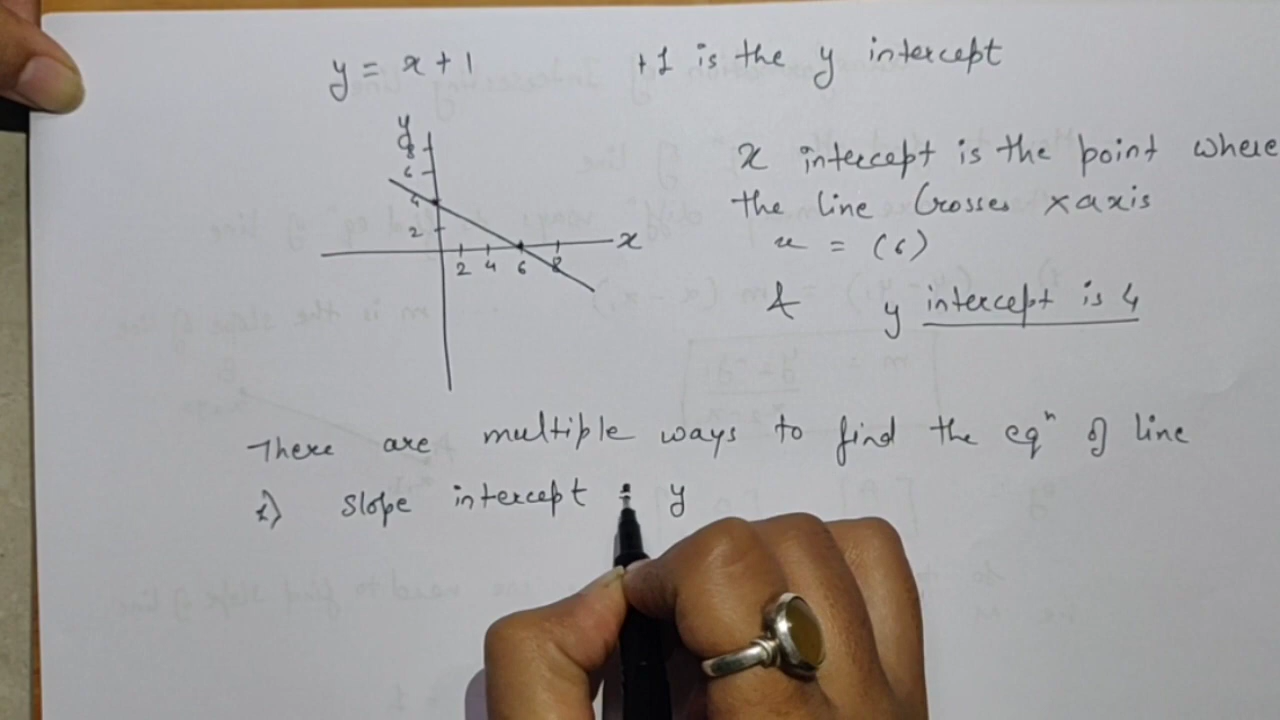 y = x + 1
+1 is the y intercept
y
8
6
4
2
2 4 6 8
x
x intercept is the point where
the line Crosses x axis
x = (6)
& y intercept is 4
There are multiple ways to find the eqⁿ of line
1) Slope intercept : y